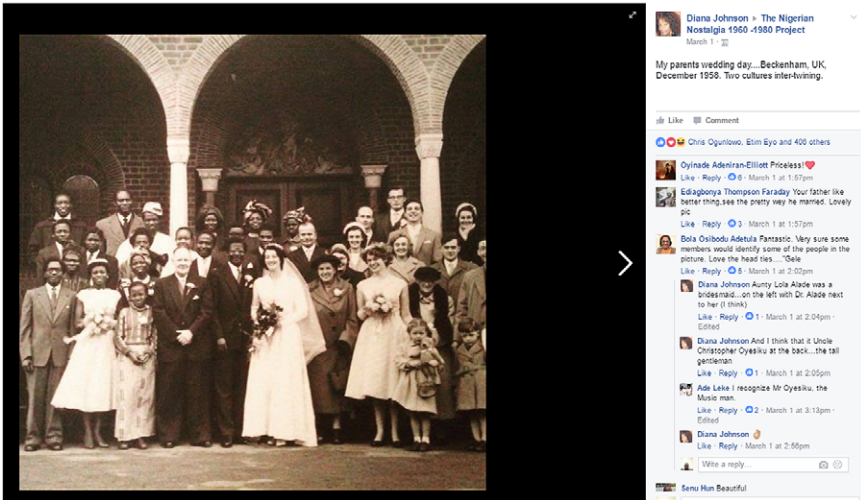 Diana Johnson ▸ The Nigerian
Nostalgia 1960 -1980 Project
March 1 ·
My parents wedding day....Beckenham, UK,
December 1958. Two cultures inter-twining.
Like Comment
Chris Ogunlowo, Etim Eyo and 406 others
Oyinade Adeniran-Elliott Priceless!
Like · Reply · 6 · March 1 at 1:57pm
Ediagbonya Thompson Faraday Your father like
better thing,see the pretty wey he married. Lovely
pic
Like · Reply · 3 · March 1 at 1:57pm
Bola Osibodu Adetula Fantastic. Very sure some
members would identify some of the people in the
picture. Love the head ties...."Gele
Like · Reply · 5 · March 1 at 2:02pm
Diana Johnson Aunty Lola Alade was a
bridesmaid...on the left with Dr. Alade next
to her (I think)
Like · Reply · 1 · March 1 at 2:04pm ·
Edited
Diana Johnson And I think that it Uncle
Christopher Oyesiku at the back...the tall
gentleman
Like · Reply · 1 · March 1 at 2:05pm
Ade Leke I recognize Mr Oyesiku, the
Music man.
Like · Reply · 2 · March 1 at 3:13pm ·
Edited
Diana Johnson 👌
Like · Reply · March 1 at 2:56pm
Write a reply...
Senu Hun Beautiful